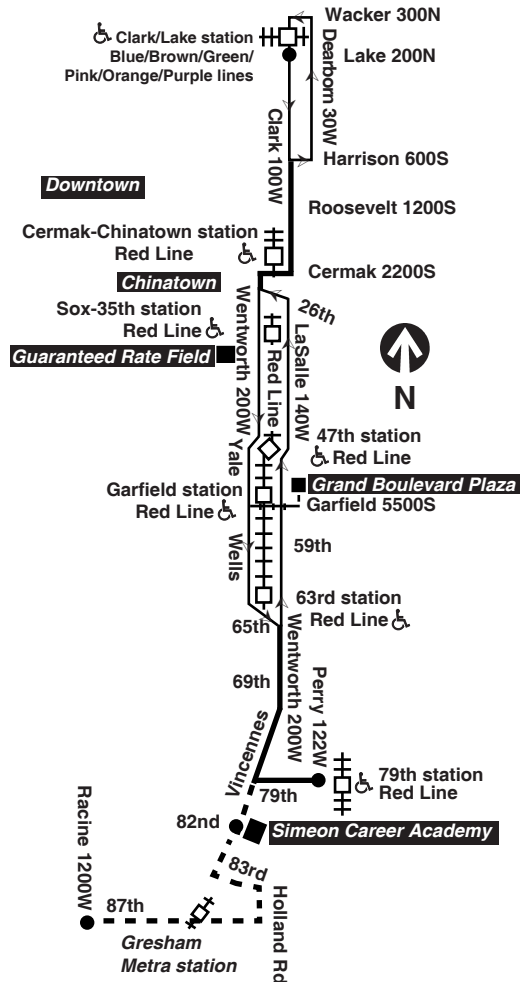 Wacker 300N
Clark/Lake station
Blue/Brown/Green/
Pink/Orange/Purple lines
Lake 200N
Dearborn 30W
Clark 100W
Harrison 600S
Downtown
Roosevelt 1200S
Cermak-Chinatown station
Red Line
Cermak 2200S
Chinatown
26th
Sox-35th station
Red Line
Guaranteed Rate Field
Wentworth 200W
Red Line
LaSalle 140W
N
47th station
Red Line
Yale
Grand Boulevard Plaza
Garfield station
Red Line
Garfield 5500S
Wells
59th
63rd station
Red Line
65th
Wentworth 200W
69th
Perry 122W
Vincennes
79th
79th station
Red Line
82nd
Simeon Career Academy
Racine 1200W
83rd
87th
Holland Rd
Gresham
Metra station